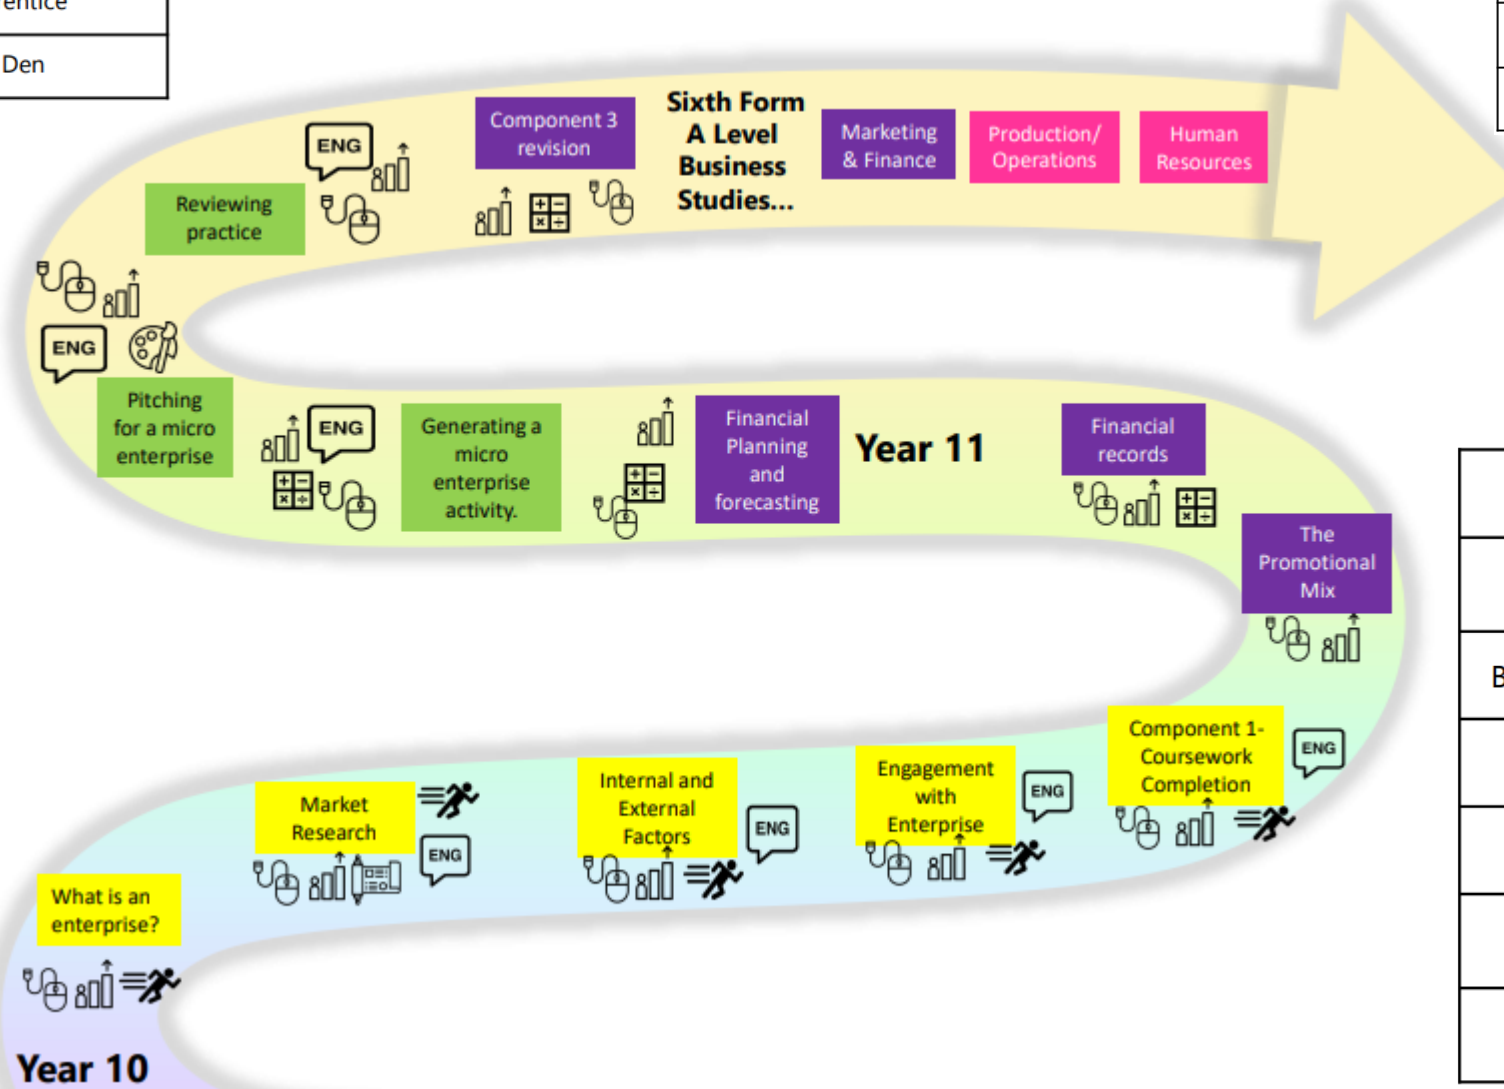 rentice
Den
ENG
Component 3
revision
Sixth Form
A Level
Business
Studies...
Marketing
& Finance
Production/
Operations
Human
Resources
Reviewing
practice
ENG
Pitching
for a micro
enterprise
ENG
Generating a
micro
enterprise
activity.
Financial
Planning
and
forecasting
Year 11
Financial
records
The
Promotional
Mix
B
Component 1-
Coursework
Completion
ENG
Engagement
with
Enterprise
ENG
Internal and
External
Factors
ENG
Market
Research
ENG
What is an
enterprise?
Year 10